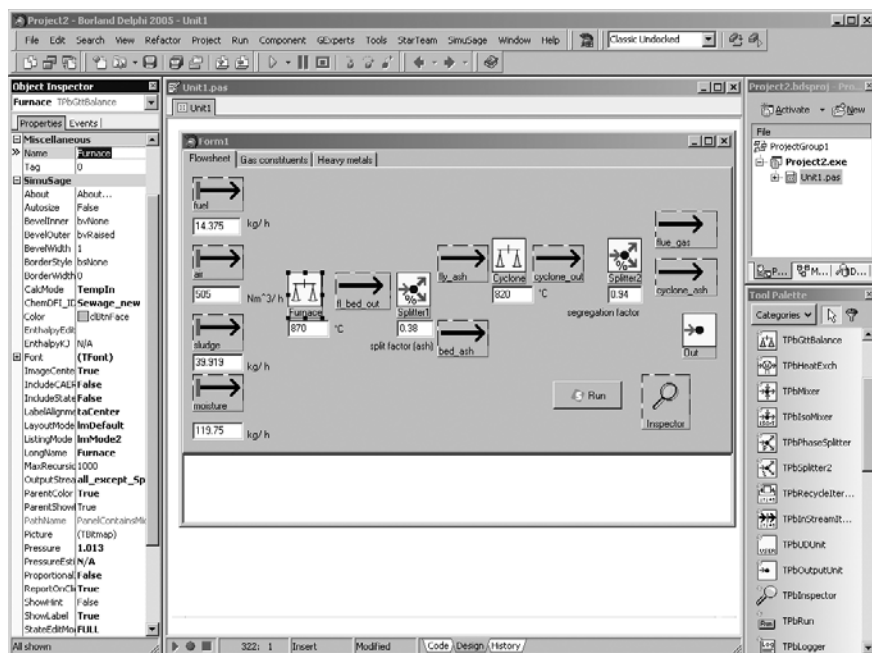 Project2 - Borland Delphi 2005 - Unit1
File Edit Search View Refactor Project Run Component GExperts Tools StarTeam SimuSage Window Help
Classic Undocked
Object Inspector
Furnace TPbGttBalance
Properties Events
Miscellaneous
Name Furnace
Tag 0
SimuSage
About About...
Autosize False
BevelInner bvNone
BevelOuter bvRaised
BevelWidth 1
BorderStyle bsNone
BorderWidth 0
CalcMode TempIn
ChemDFI_ID Sewage_new
Color clBtnFace
EnthalpyEdit
EnthalpyKJ N/A
Font (TFont)
ImageCente True
IncludeCAER False
IncludeState False
LabelAlignme taCenter
LayoutMode lmDefault
ListingMode lmMode2
LongName Furnace
MaxRecursio 1000
OutputStrea all_except_Sp
ParentColor True
ParentShow True
PathName PanelContainsMi
Picture (TBitmap)
Pressure 1.013
PressureEsti N/A
Proportional False
ReportOnCl True
ShowHint False
ShowLabel True
StateEditMo FULL
All shown
Unit1.pas
Unit1
Form1
Flowsheet Gas constituents Heavy metals
fuel
14.375 kg/h
air
505 Nm^3/h
sludge
39.919 kg/h
moisture
119.75 kg/h
Furnace
870 °C
fl_bed_out
Splitter1
0.38
split factor (ash)
fly_ash
bed_ash
Cyclone
820 °C
cyclone_out
Splitter2
0.94
segregation factor
flue_gas
cyclone_ash
Out
Run
Inspector
322: 1 Insert Modified Code Design History
Project2.bdsproj - Pro...
Activate New
File
ProjectGroup1
Project2.exe
Unit1.pas
P... M... D...
Tool Palette
Categories
TPbGttBalance
TPbHeatExch
TPbMixer
TPbIsoMixer
TPbPhaseSplitter
TPbSplitter2
TPbRecycleIter...
TPbInStreamIt...
TPbUDUnit
TPbOutputUnit
TPbInspector
TPbRun
TPbLogger